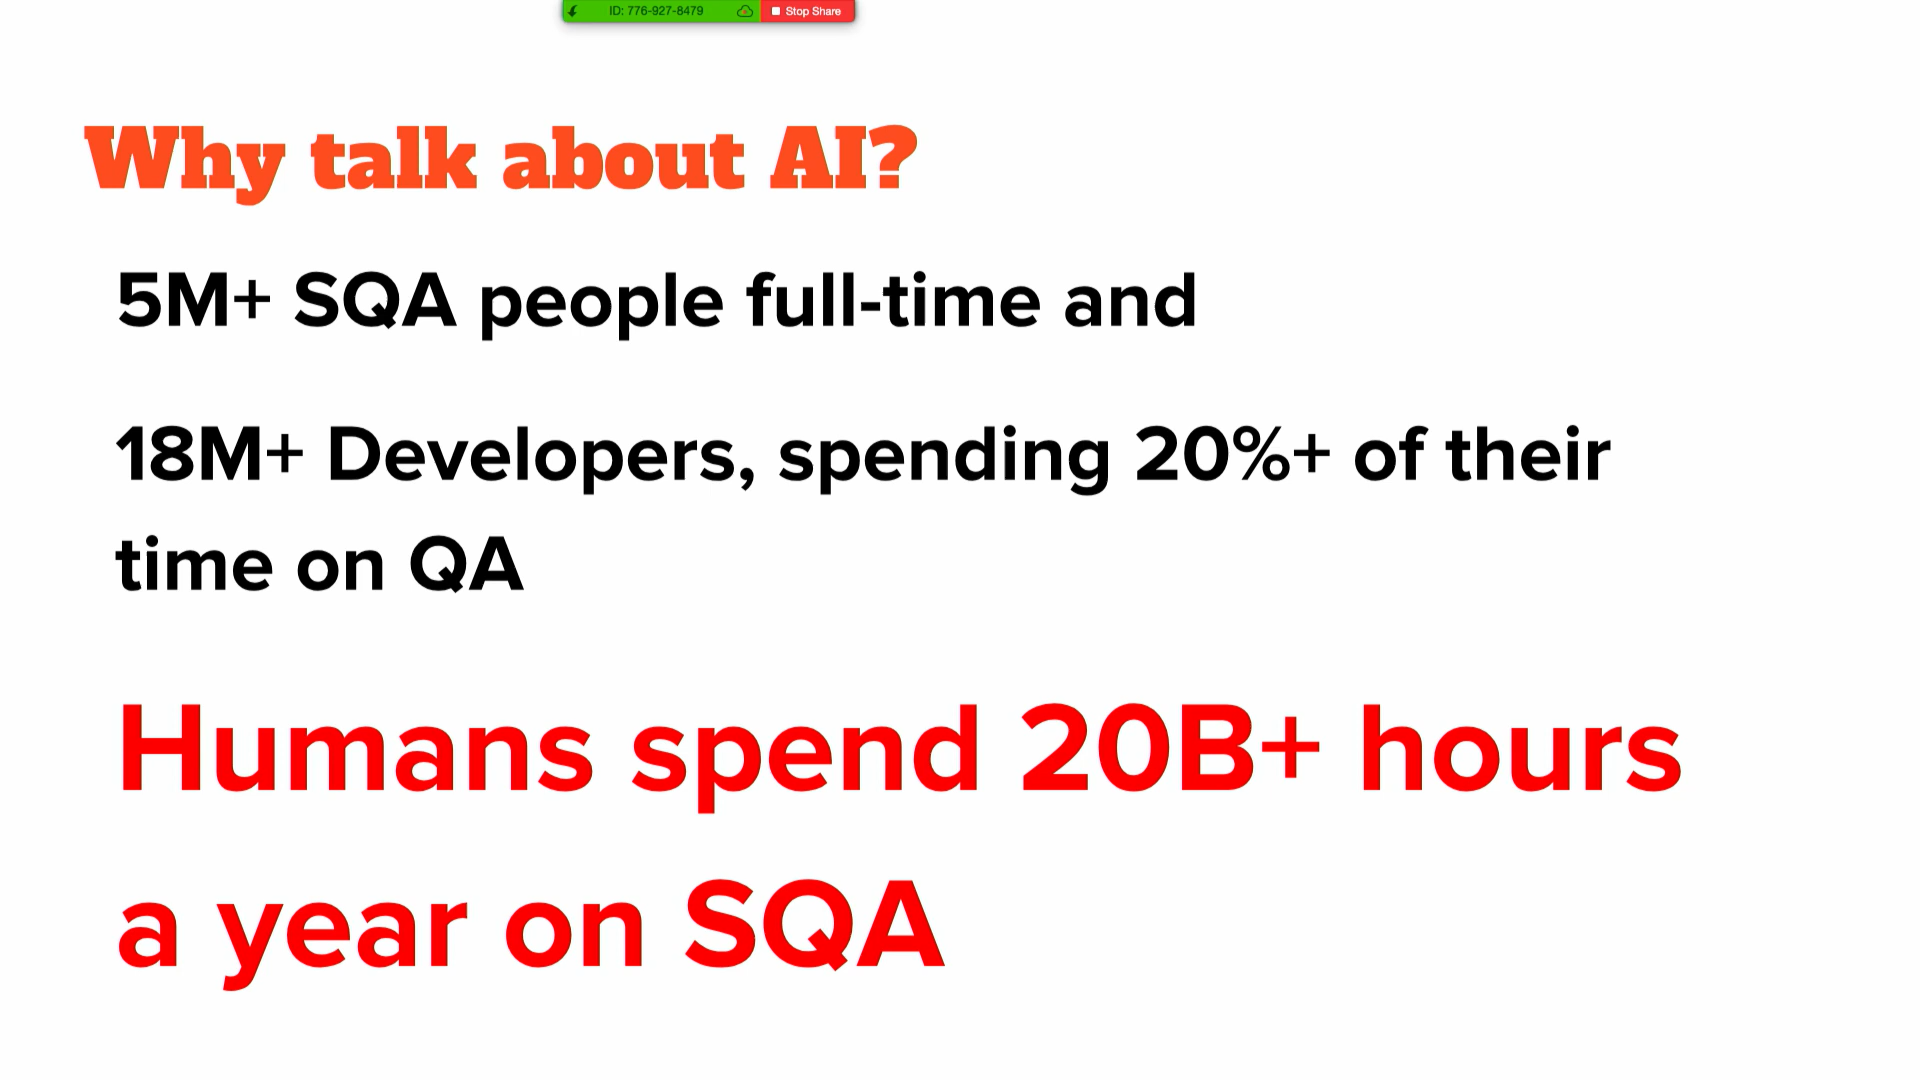 ID: 776-927-8479 Stop Share
Why talk about AI?
5M+ SQA people full-time and
18M+ Developers, spending 20%+ of their
time on QA
Humans spend 20B+ hours
a year on SQA